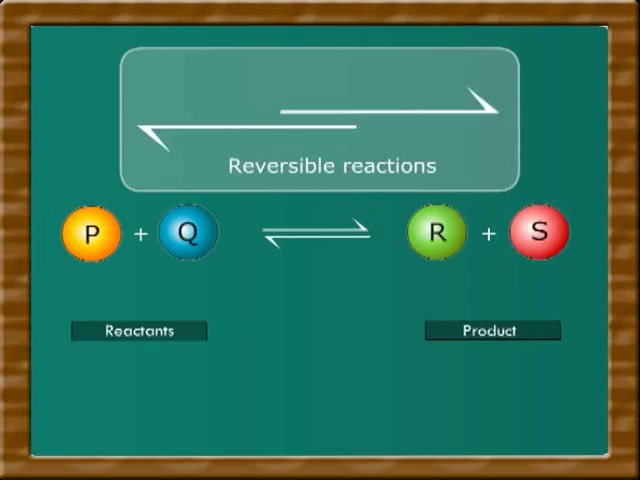 Reversible reactions
P + Q ⇌ R + S
Reactants
Product